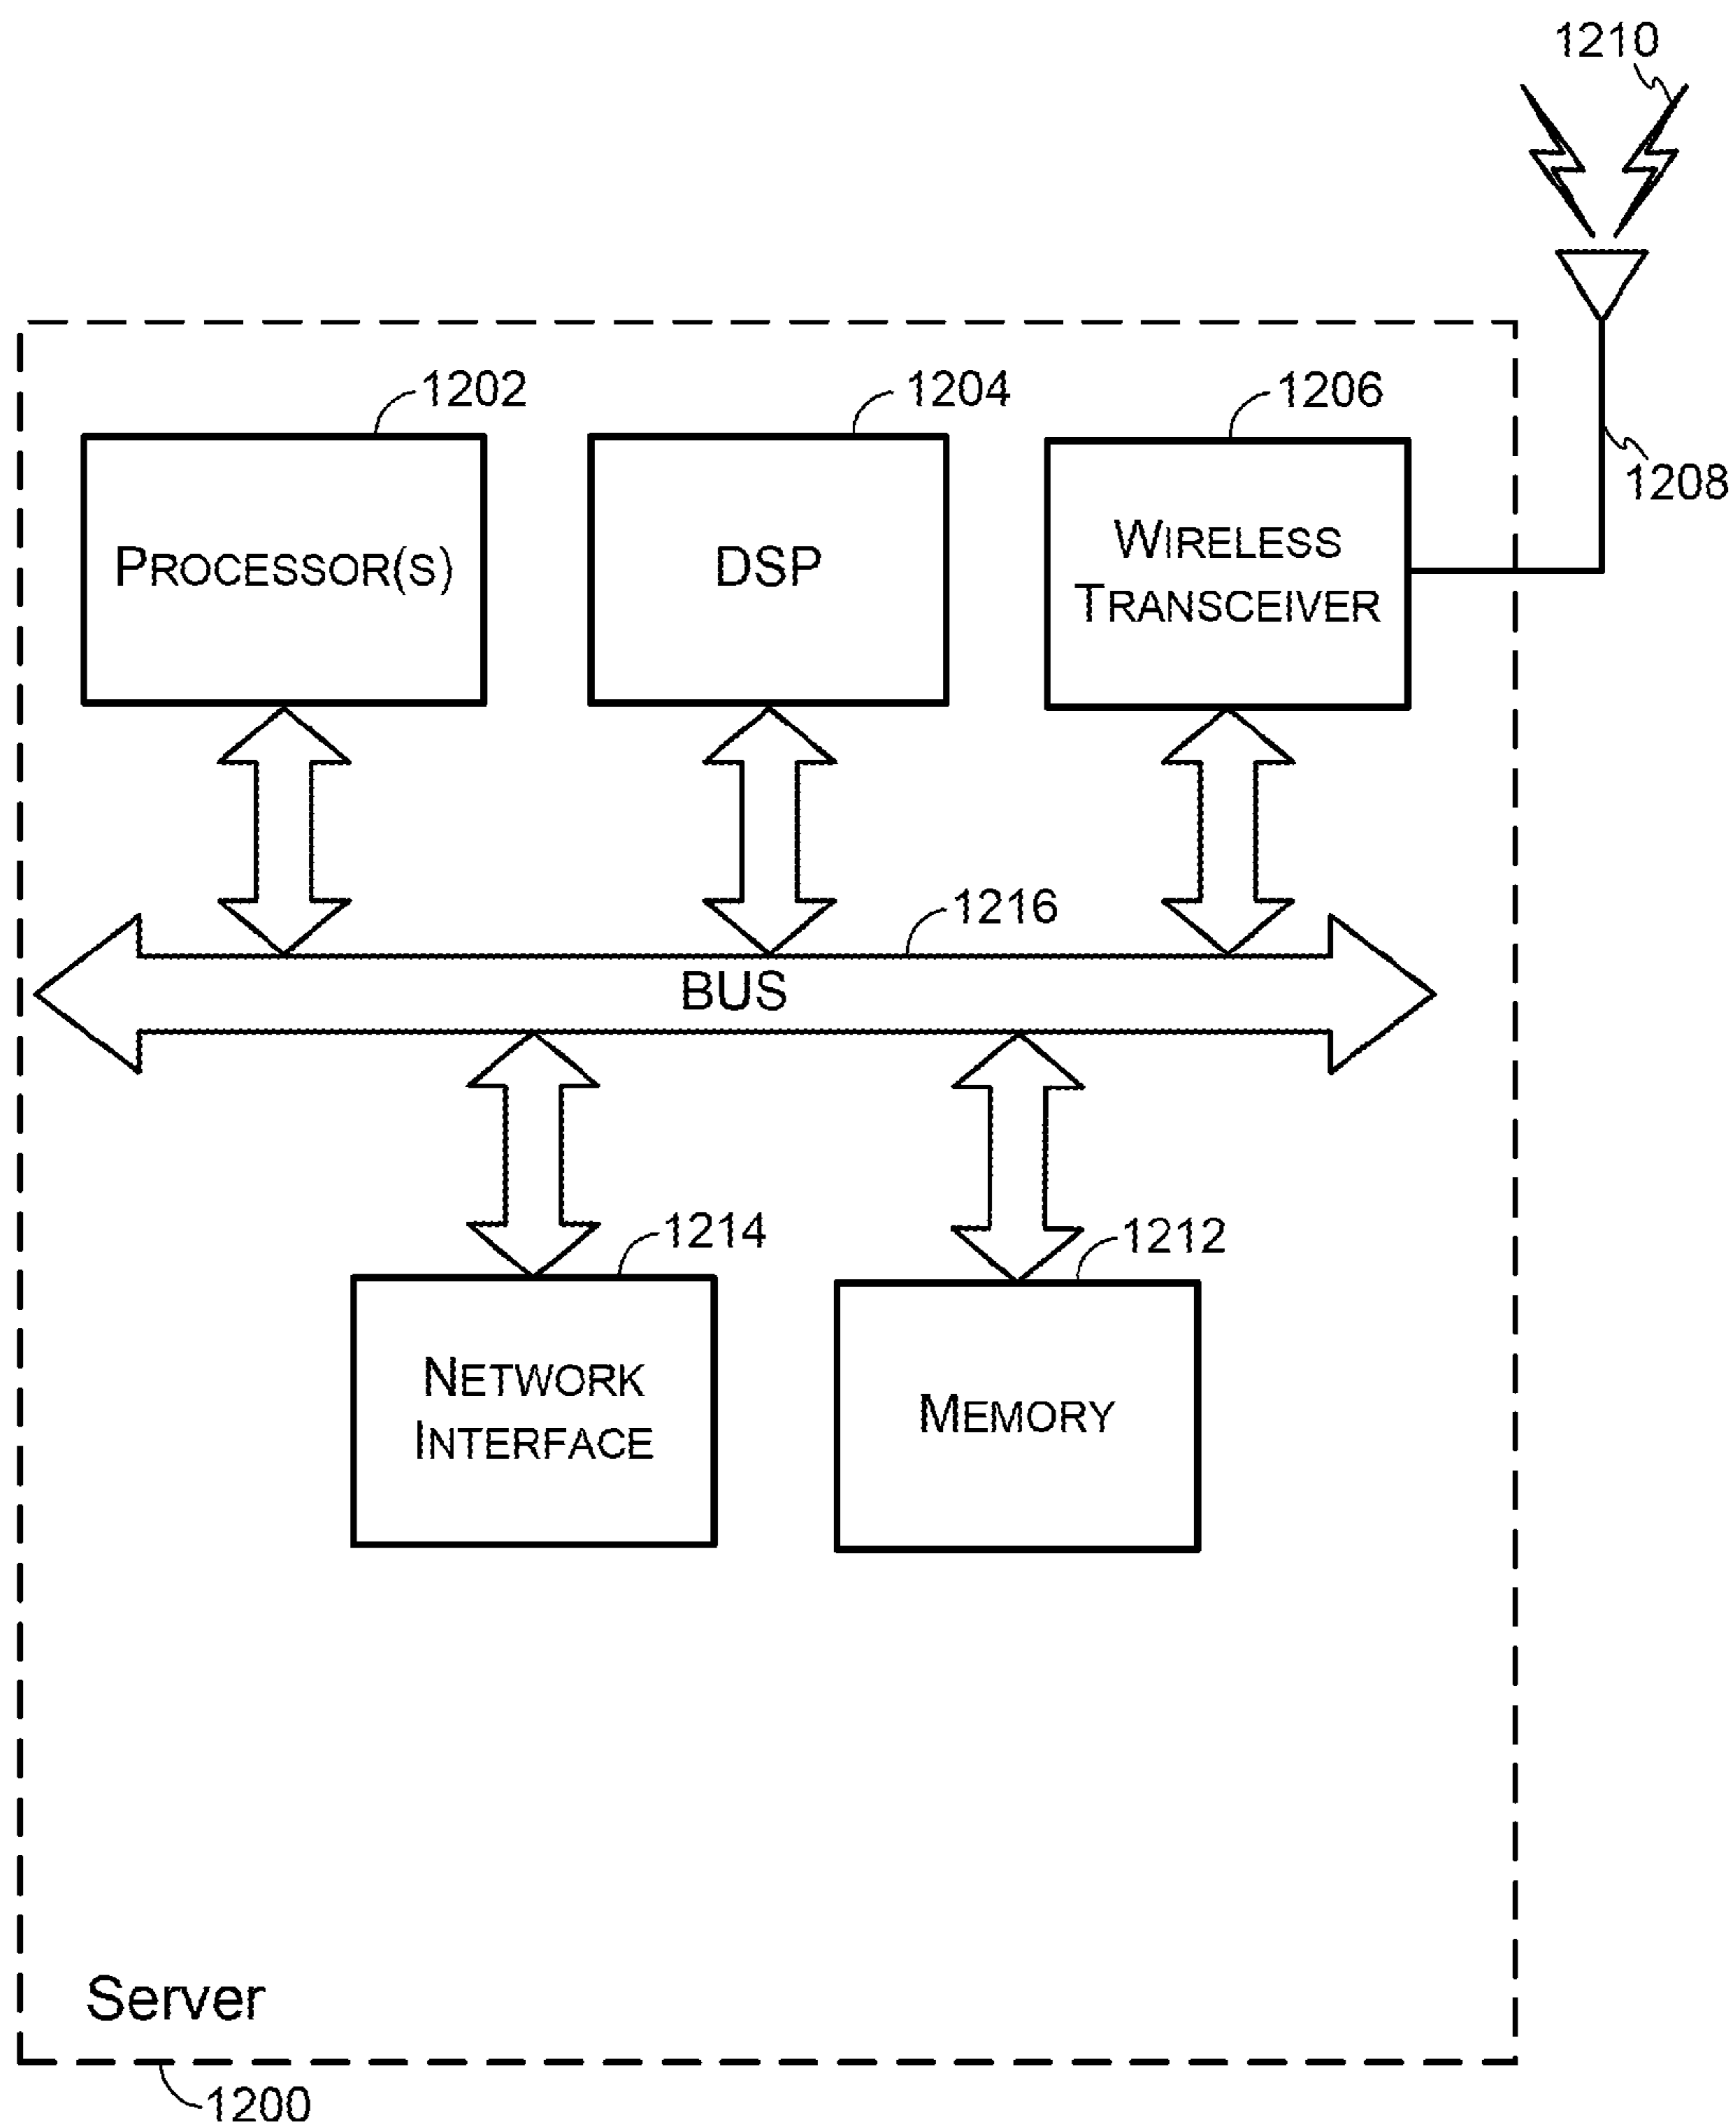 1210
1202
1204
1206
1208
PROCESSOR(S)
DSP
WIRELESS
TRANSCEIVER
1216
BUS
1214
1212
NETWORK
INTERFACE
MEMORY
Server
1200